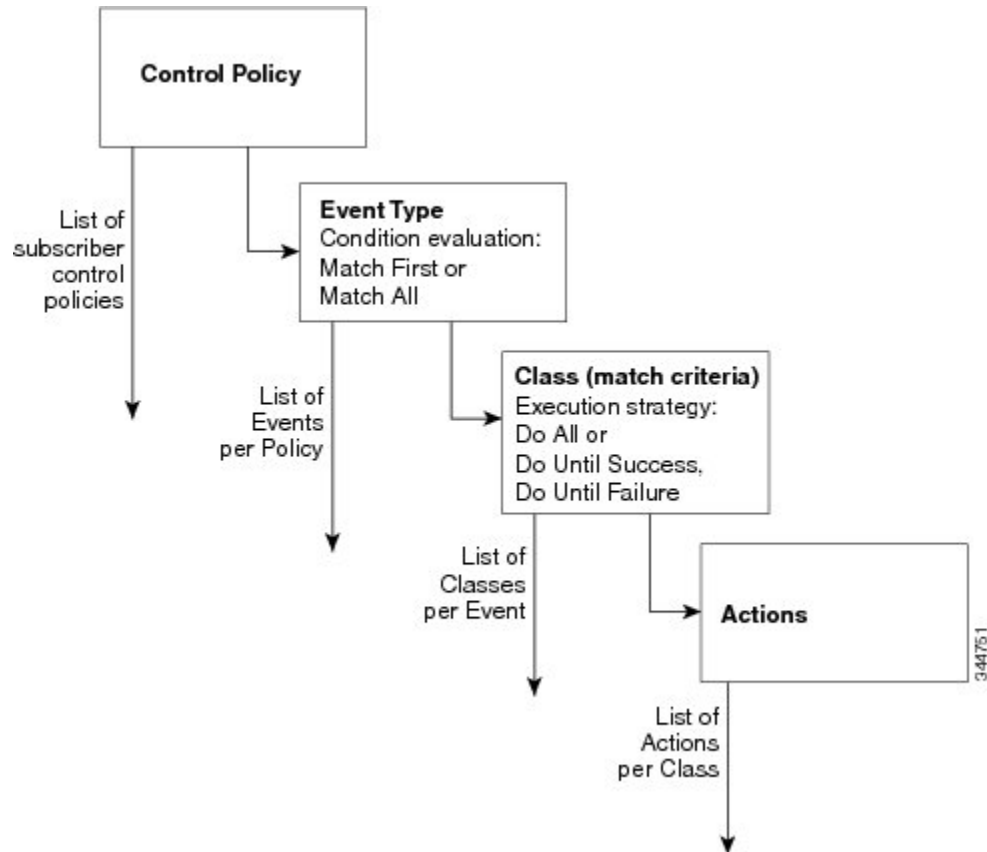 Control Policy
List of
subscriber
control
policies
Event Type
Condition evaluation:
Match First or
Match All
List of
Events
per Policy
Class (match criteria)
Execution strategy:
Do All or
Do Until Success,
Do Until Failure
List of
Classes
per Event
Actions
344751
List of
Actions
per Class